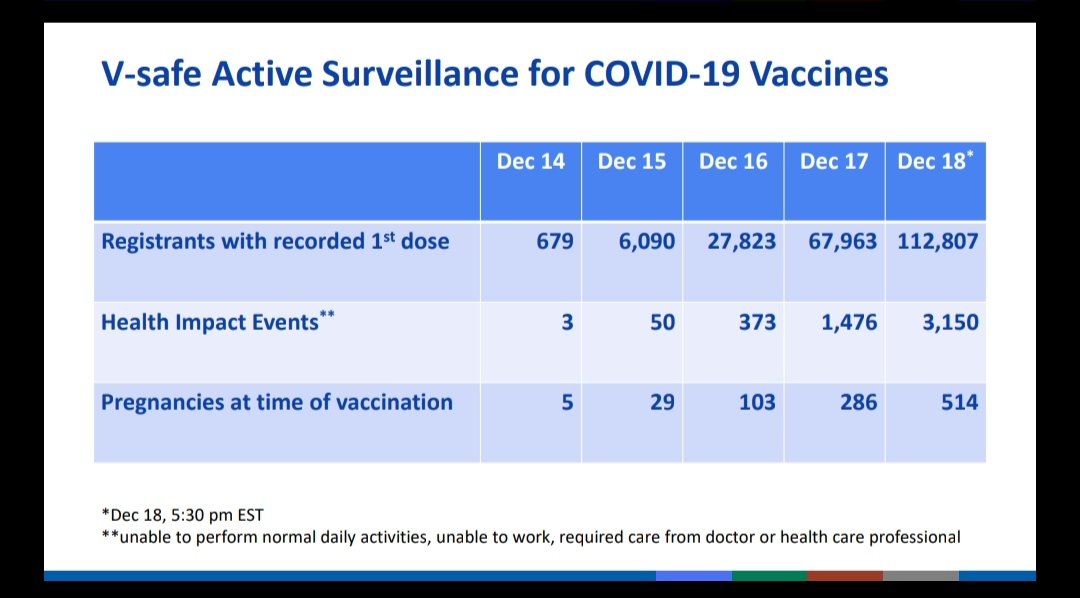 V-safe Active Surveillance for COVID-19 Vaccines
Dec 14 Dec 15 Dec 16 Dec 17 Dec 18*
Registrants with recorded 1st dose 679 6,090 27,823 67,963 112,807
Health Impact Events** 3 50 373 1,476 3,150
Pregnancies at time of vaccination 5 29 103 286 514
*Dec 18, 5:30 pm EST
**unable to perform normal daily activities, unable to work, required care from doctor or health care professional